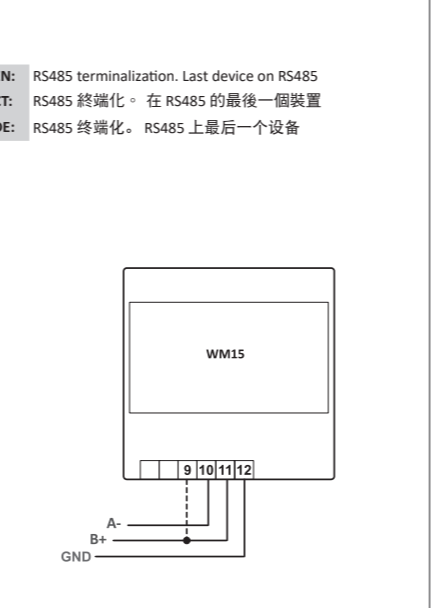 N: RS485 terminalization. Last device on RS485
CT: RS485 終端化。 在 RS485 的最後一個裝置
DE: RS485 终端化。 RS485 上最后一个设备
WM15
9 10 11 12
A-
B+
GND